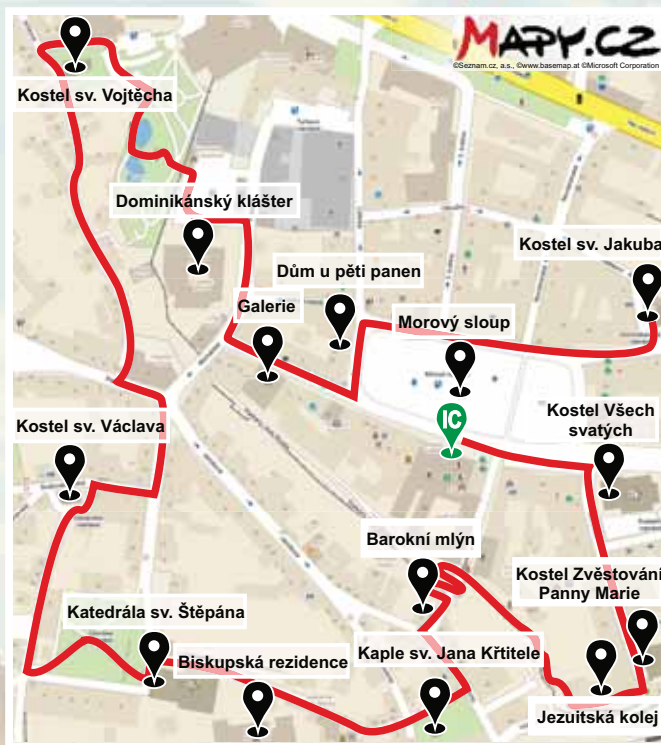 MAPY.CZ
©Seznam.cz, a.s., ©www.basemap.at ©Microsoft Corporation
Kostel sv. Vojtěcha
Dominikánský klášter
Kostel sv. Jakuba
Dům u pěti panen
Galerie
Morový sloup
Kostel Všech
svatých
IC
Kostel sv. Václava
Barokní mlýn
Kostel Zvěstování
Panny Marie
Katedrála sv. Štěpána
Kaple sv. Jana Křtitele
Biskupská rezidence
Jezuitská kolej